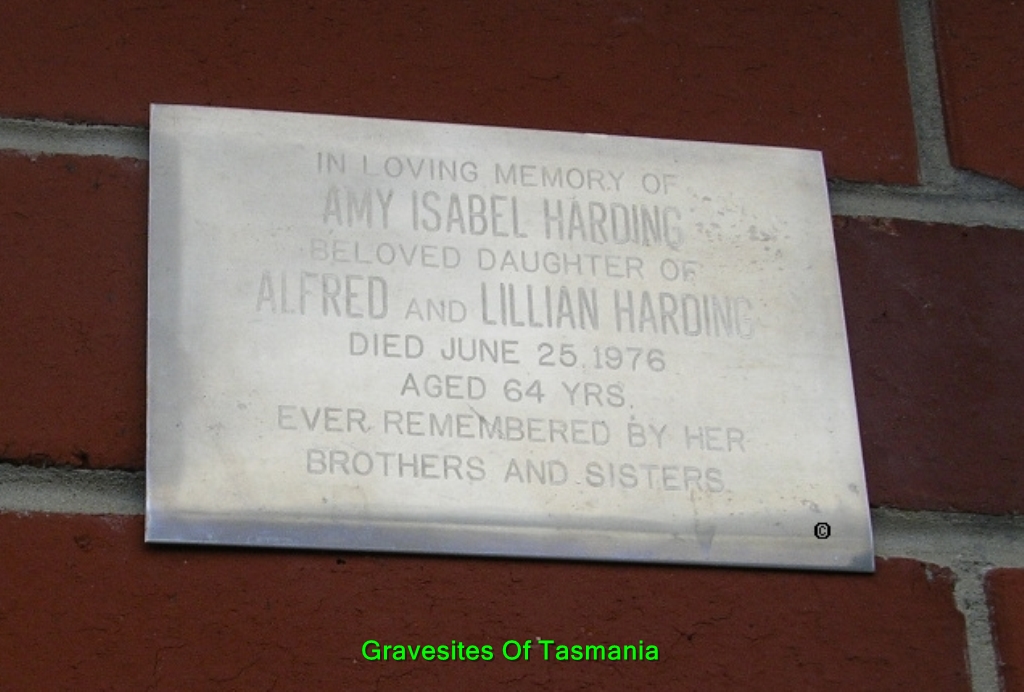 IN LOVING MEMORY OF
AMY ISABEL HARDING
BELOVED DAUGHTER OF
ALFRED AND LILLIAN HARDING
DIED JUNE 25, 1976
AGED 64 YRS.
EVER REMEMBERED BY HER
BROTHERS AND SISTERS.
©
Gravesites Of Tasmania